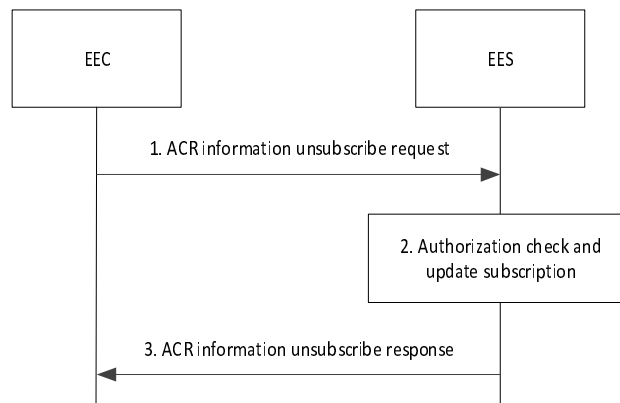 EEC
EES
1. ACR information unsubscribe request
2. Authorization check and
update subscription
3. ACR information unsubscribe response